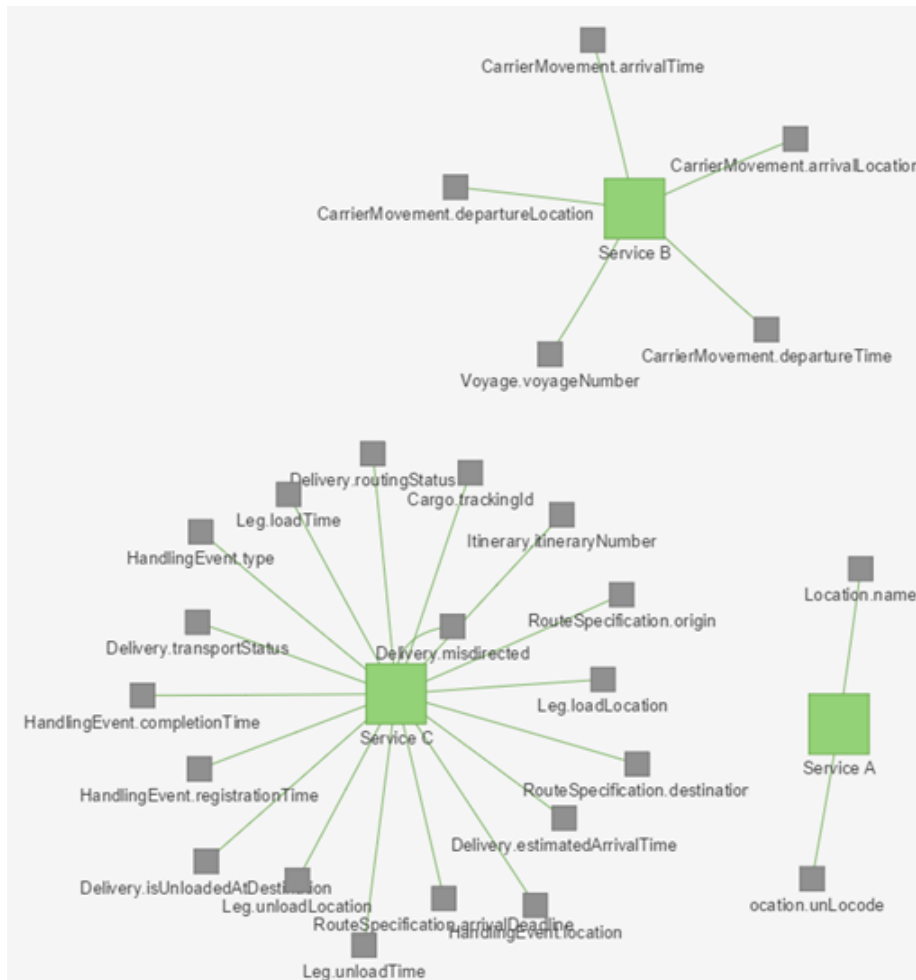 CarrierMovement.arrivalTime
CarrierMovement.arrivalLocation
CarrierMovement.departureLocation
Service B
CarrierMovement.departureTime
Voyage.voyageNumber
Delivery.routingStatus
Cargo.trackingId
Leg.loadTime
Itinerary.itineraryNumber
HandlingEvent.type
Location.name
RouteSpecification.origin
Delivery.transportStatus
Delivery.misdirected
Leg.loadLocation
HandlingEvent.completionTime
Service C
Service A
RouteSpecification.destination
HandlingEvent.registrationTime
Delivery.estimatedArrivalTime
Delivery.isUnloadedAtDestination
Leg.unloadLocation
ocation.unLocode
RouteSpecification.arrivalDeadline
HandlingEvent.location
Leg.unloadTime